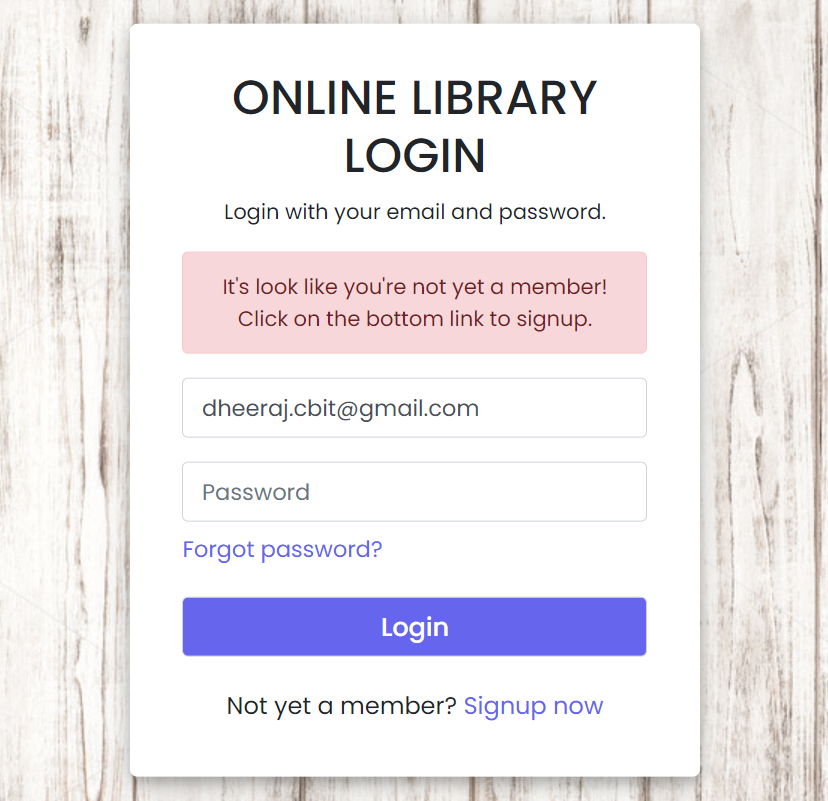 ONLINE LIBRARY
LOGIN
Login with your email and password.
It's look like you're not yet a member!
Click on the bottom link to signup.
dheeraj.cbit@gmail.com
Password
Forgot password?
Login
Not yet a member? Signup now